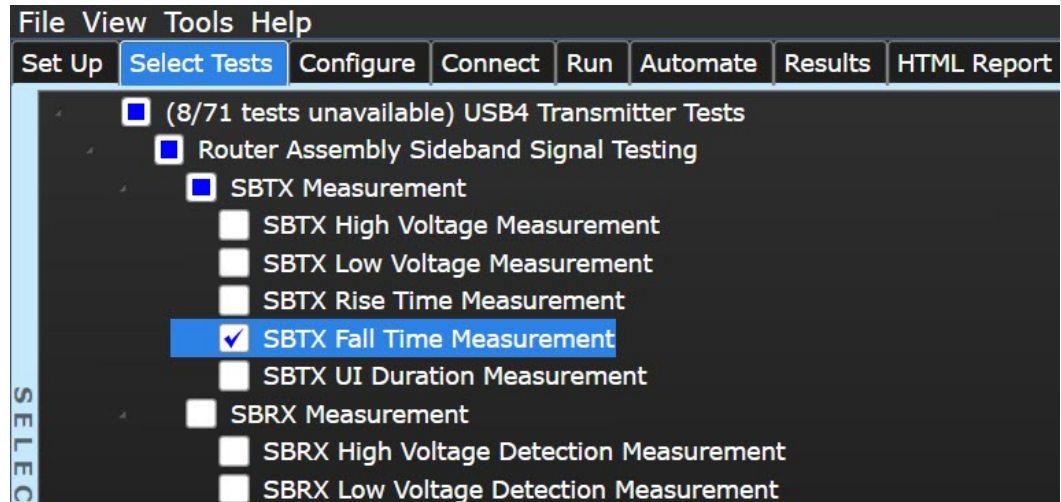 File View Tools Help
Set Up Select Tests Configure Connect Run Automate Results HTML Report
(8/71 tests unavailable) USB4 Transmitter Tests
Router Assembly Sideband Signal Testing
SBTX Measurement
SBTX High Voltage Measurement
SBTX Low Voltage Measurement
SBTX Rise Time Measurement
SBTX Fall Time Measurement
SBTX UI Duration Measurement
SBRX Measurement
SBRX High Voltage Detection Measurement
SBRX Low Voltage Detection Measurement
SELEC